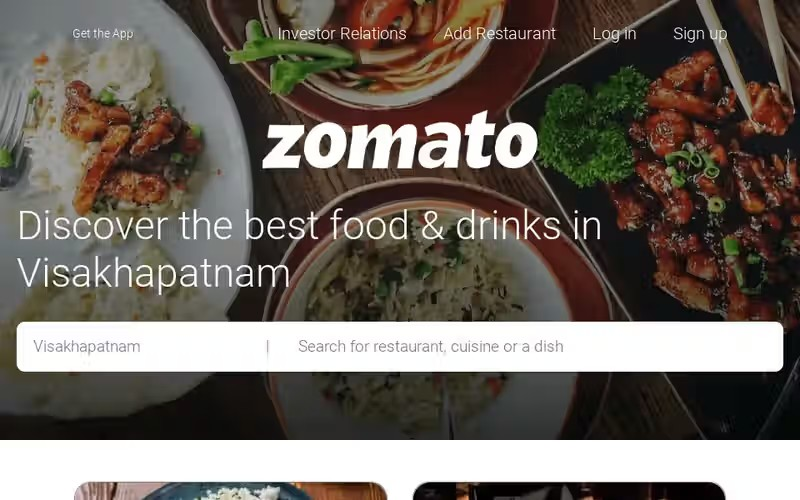 Get the App
Investor Relations
Add Restaurant
Log in
Sign up
zomato
Discover the best food & drinks in
Visakhapatnam
Visakhapatnam | Search for restaurant, cuisine or a dish